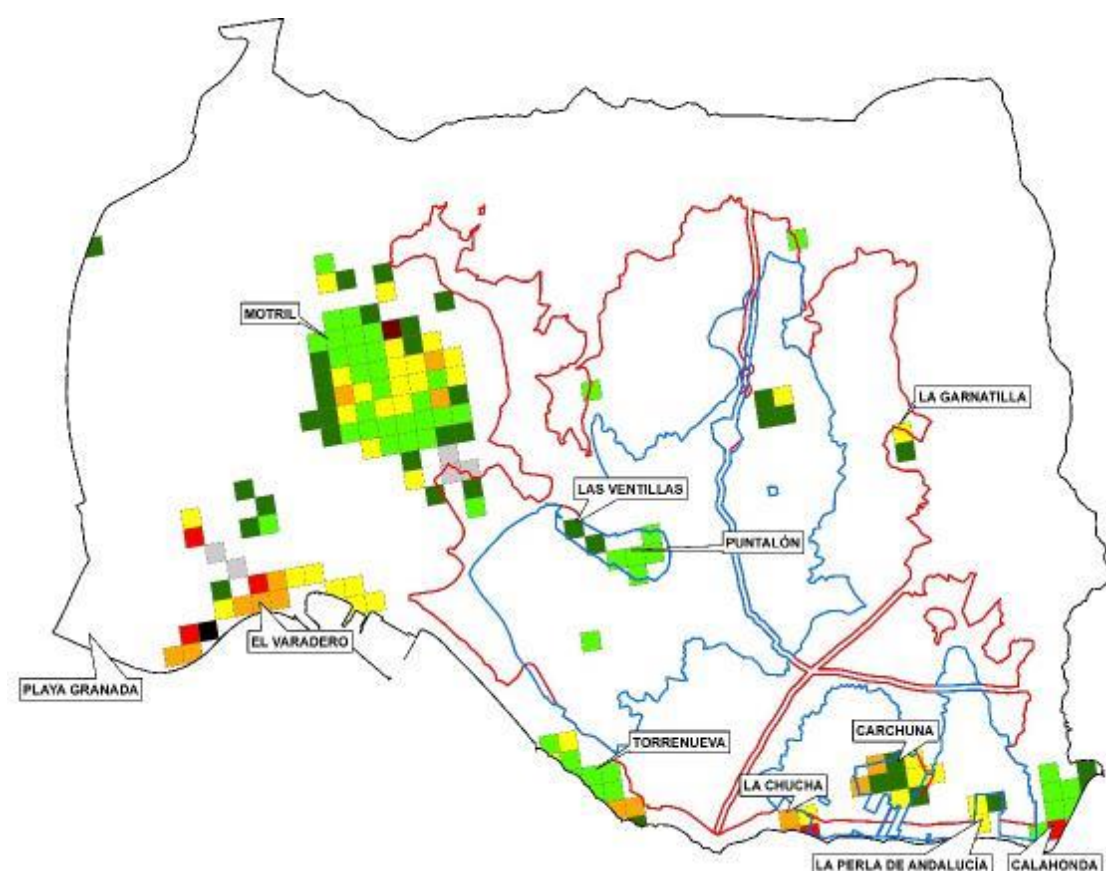 MOTRIL
LA GARNATILLA
LAS VENTILLAS
PUNTALÓN
EL VARADERO
PLAYA GRANADA
TORRENUEVA
CARCHUNA
LA CHUCHA
LA PERLA DE ANDALUCÍA
CALAHONDA